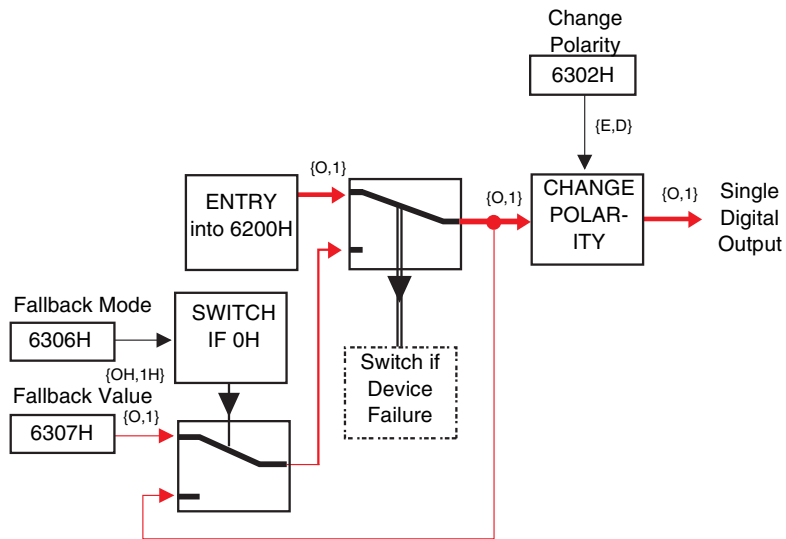 Change
Polarity
6302H
{E,D}
{O,1}
ENTRY
into 6200H
{O,1}
CHANGE
POLAR-
ITY
{O,1}
Single
Digital
Output
Fallback Mode
6306H
SWITCH
IF 0H
{OH,1H}
Switch if
Device
Failure
Fallback Value
6307H
{O,1}